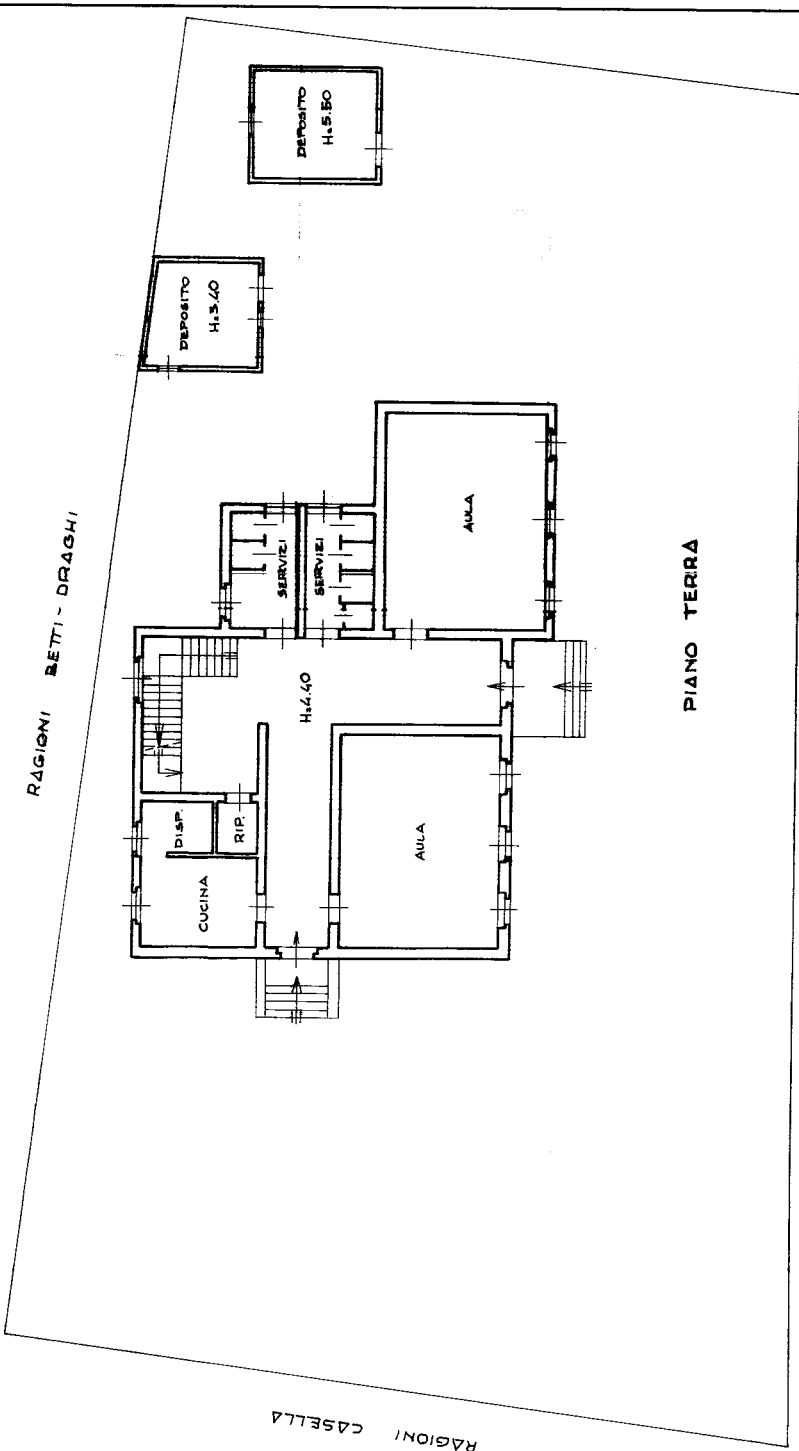 DEPOSITO
H=5.50
DEPOSITO
H=3.40
RAGIONI BETTI - DRAGHI
SERVIZI
SERVIZI
AULA
H=4.40
DISP.
RIP.
CUCINA
AULA
PIANO TERRA
RAGIONI CASELLA